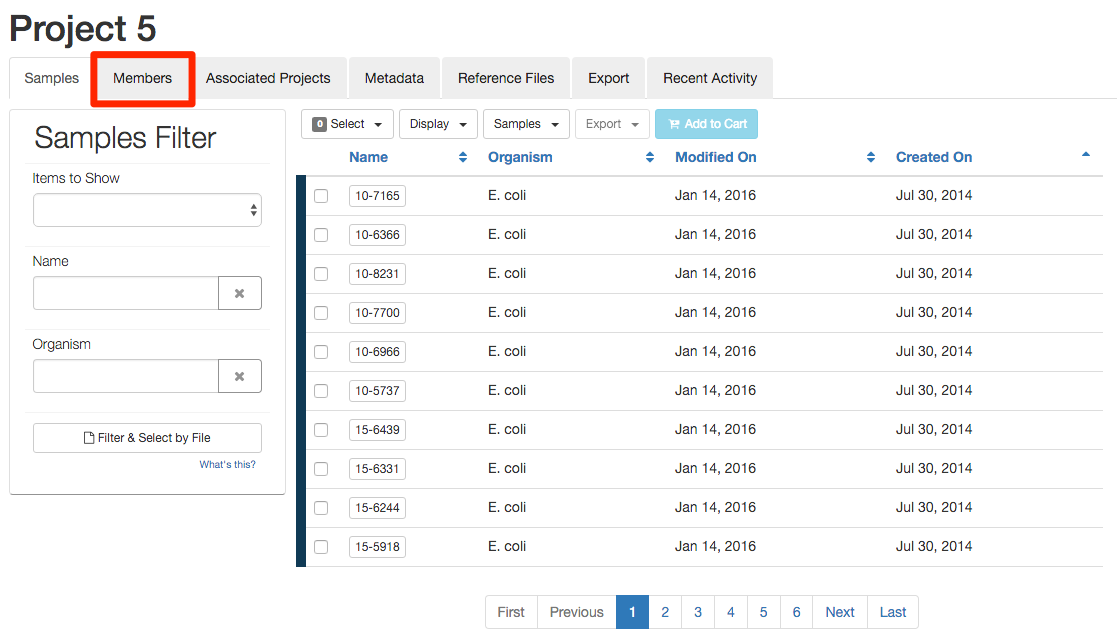 Project 5
Samples Members Associated Projects Metadata Reference Files Export Recent Activity
Samples Filter
Items to Show
Name
Organism
Filter & Select by File
What's this?
0 Select Display Samples Export Add to Cart
Name Organism Modified On Created On
10-7165 E. coli Jan 14, 2016 Jul 30, 2014
10-6366 E. coli Jan 14, 2016 Jul 30, 2014
10-8231 E. coli Jan 14, 2016 Jul 30, 2014
10-7700 E. coli Jan 14, 2016 Jul 30, 2014
10-6966 E. coli Jan 14, 2016 Jul 30, 2014
10-5737 E. coli Jan 14, 2016 Jul 30, 2014
15-6439 E. coli Jan 14, 2016 Jul 30, 2014
15-6331 E. coli Jan 14, 2016 Jul 30, 2014
15-6244 E. coli Jan 14, 2016 Jul 30, 2014
15-5918 E. coli Jan 14, 2016 Jul 30, 2014
First Previous 1 2 3 4 5 6 Next Last